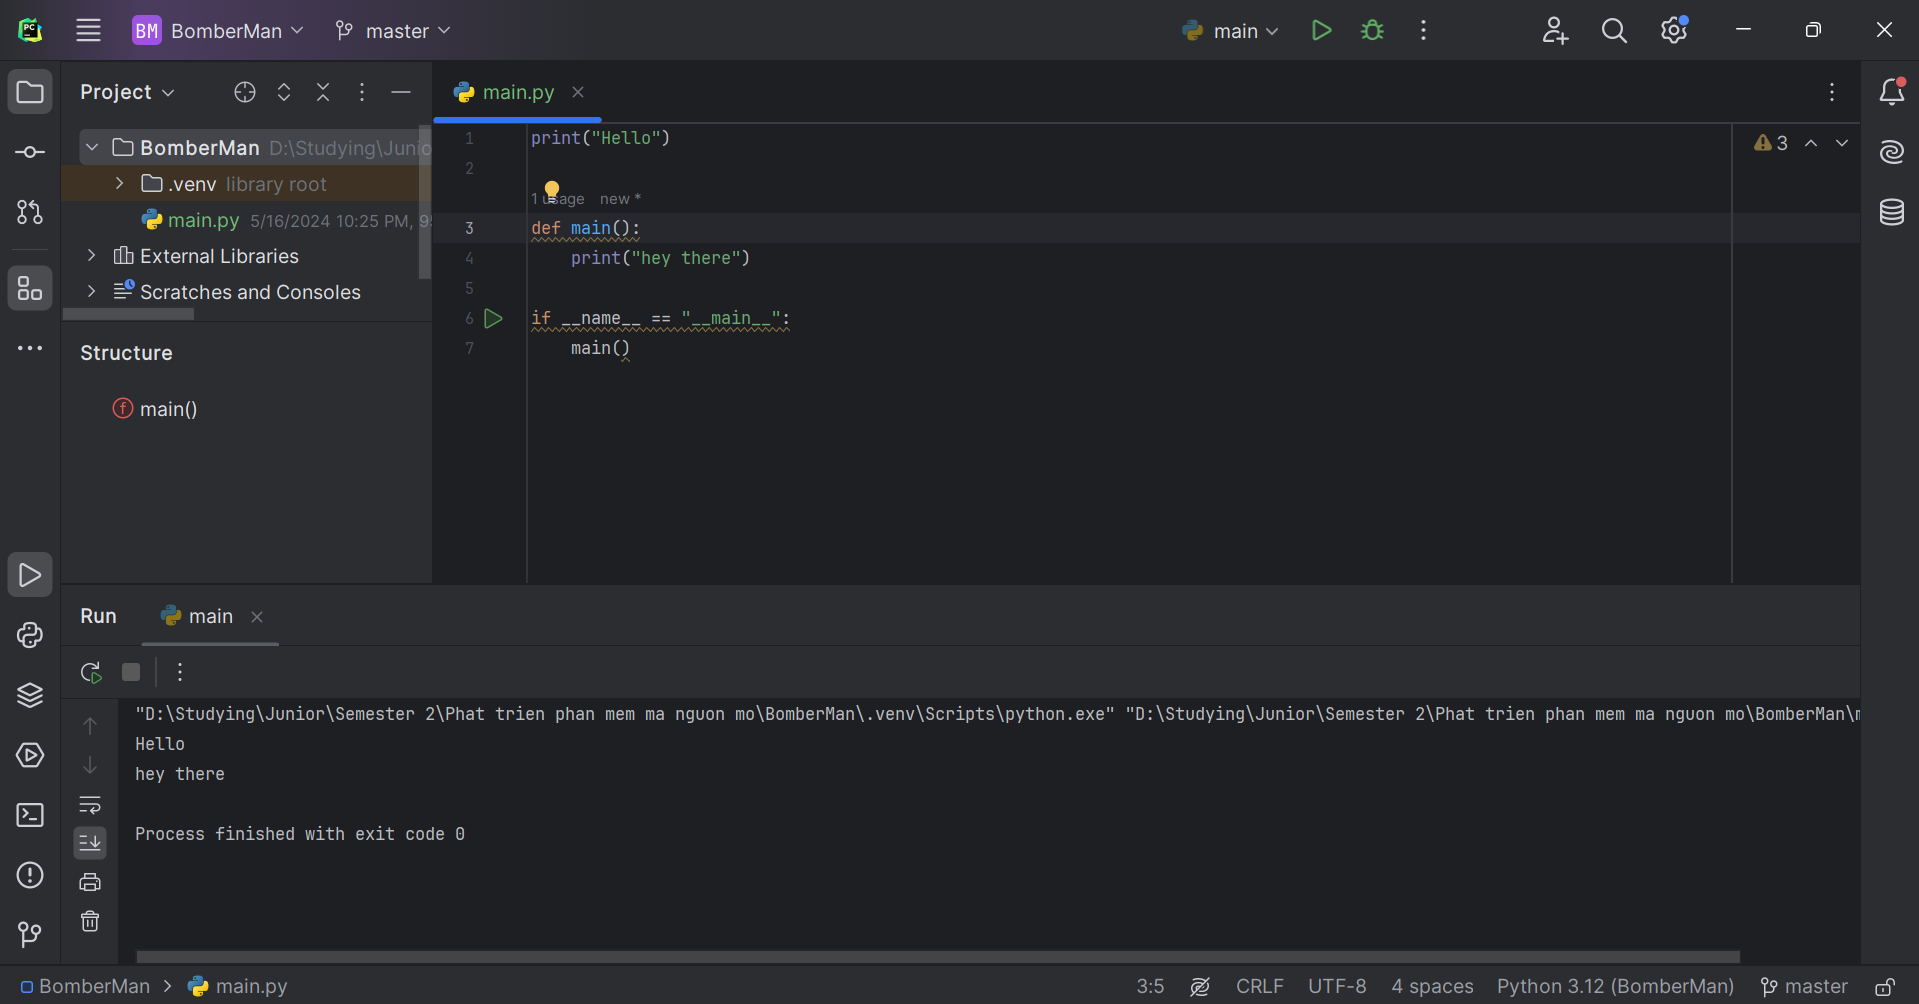 BM BomberMan master main
Project
BomberMan D:\Studying\Junio
.venv library root
main.py 5/16/2024 10:25 PM, 9
External Libraries
Scratches and Consoles
Structure
main()
main.py
3
1 print("Hello")
2
1 usage new *
3 def main():
4 print("hey there")
5
6 if __name__ == "__main__":
7 main()
Run main
"D:\Studying\Junior\Semester 2\Phat trien phan mem ma nguon mo\BomberMan\.venv\Scripts\python.exe" "D:\Studying\Junior\Semester 2\Phat trien phan mem ma nguon mo\BomberMan\
Hello
hey there
Process finished with exit code 0
BomberMan > main.py 3:5 CRLF UTF-8 4 spaces Python 3.12 (BomberMan) master